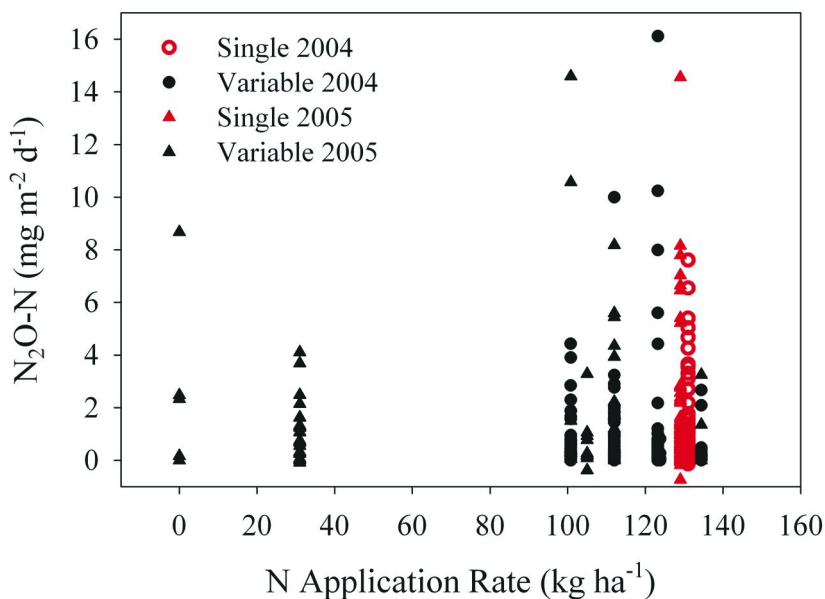 16
14
12
10
8
6
4
2
0
N₂O-N (mg m⁻² d⁻¹)
Single 2004
Variable 2004
Single 2005
Variable 2005
0 20 40 60 80 100 120 140 160
N Application Rate (kg ha⁻¹)